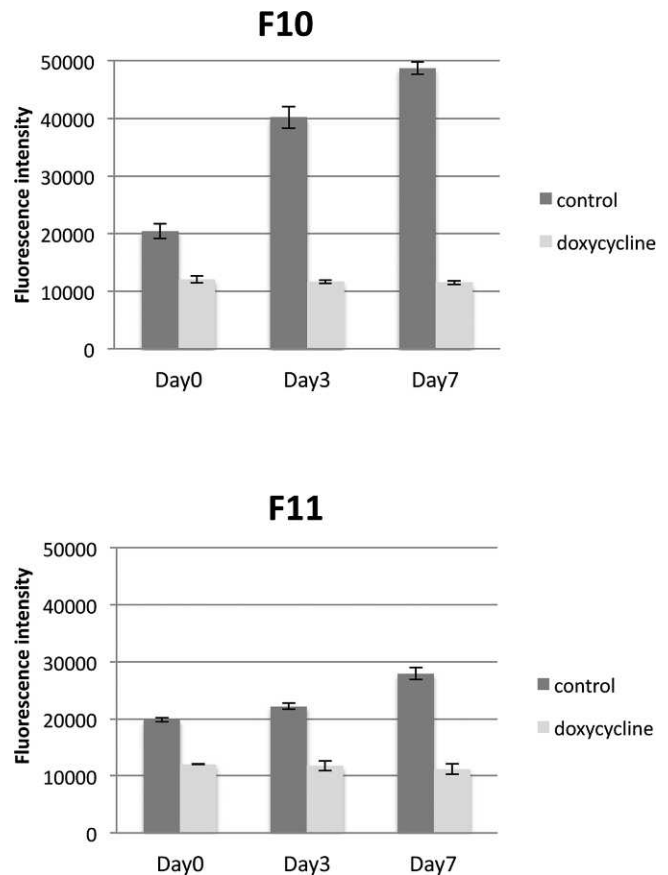 F10
Fluorescence intensity
50000
40000
30000
20000
10000
0
Day0 Day3 Day7
control
doxycycline
F11
Fluorescence intensity
50000
40000
30000
20000
10000
0
Day0 Day3 Day7
control
doxycycline